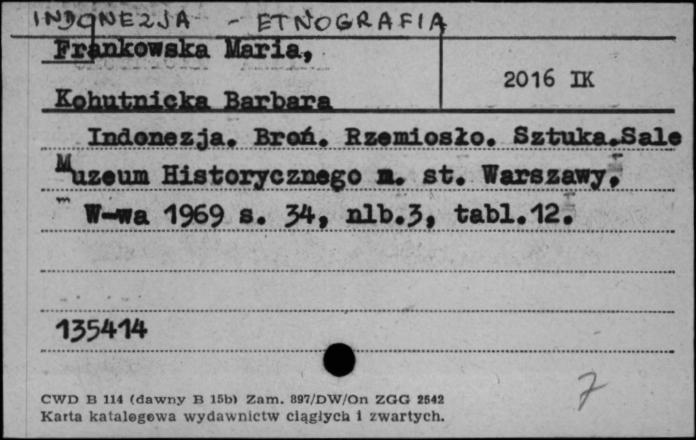 INDONEZJA - ETNOGRAFIA
Frankowska Maria,
2016 IK
Kohutnicka Barbara
Indonezja. Broń. Rzemiosło. Sztuka.Sale
Muzeum Historycznego m. st. Warszawy,
W-wa 1969 s. 34, nlb.3, tabl.12.
135414
7
CWD B 114 (dawny B 15b) Zam. 897/DW/On ZGG 2542
Karta katalogowa wydawnictw ciągłych i zwartych.